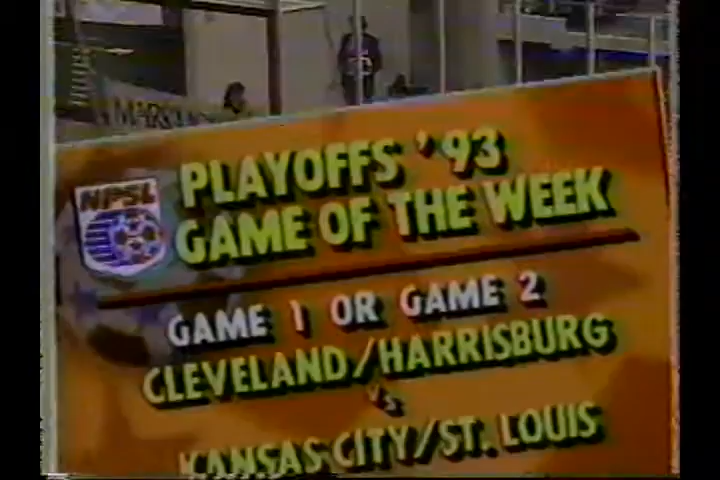 MARK
NPSL
PLAYOFFS '93
GAME OF THE WEEK
GAME 1 OR GAME 2
CLEVELAND/HARRISBURG
VS
KANSAS CITY/ST. LOUIS